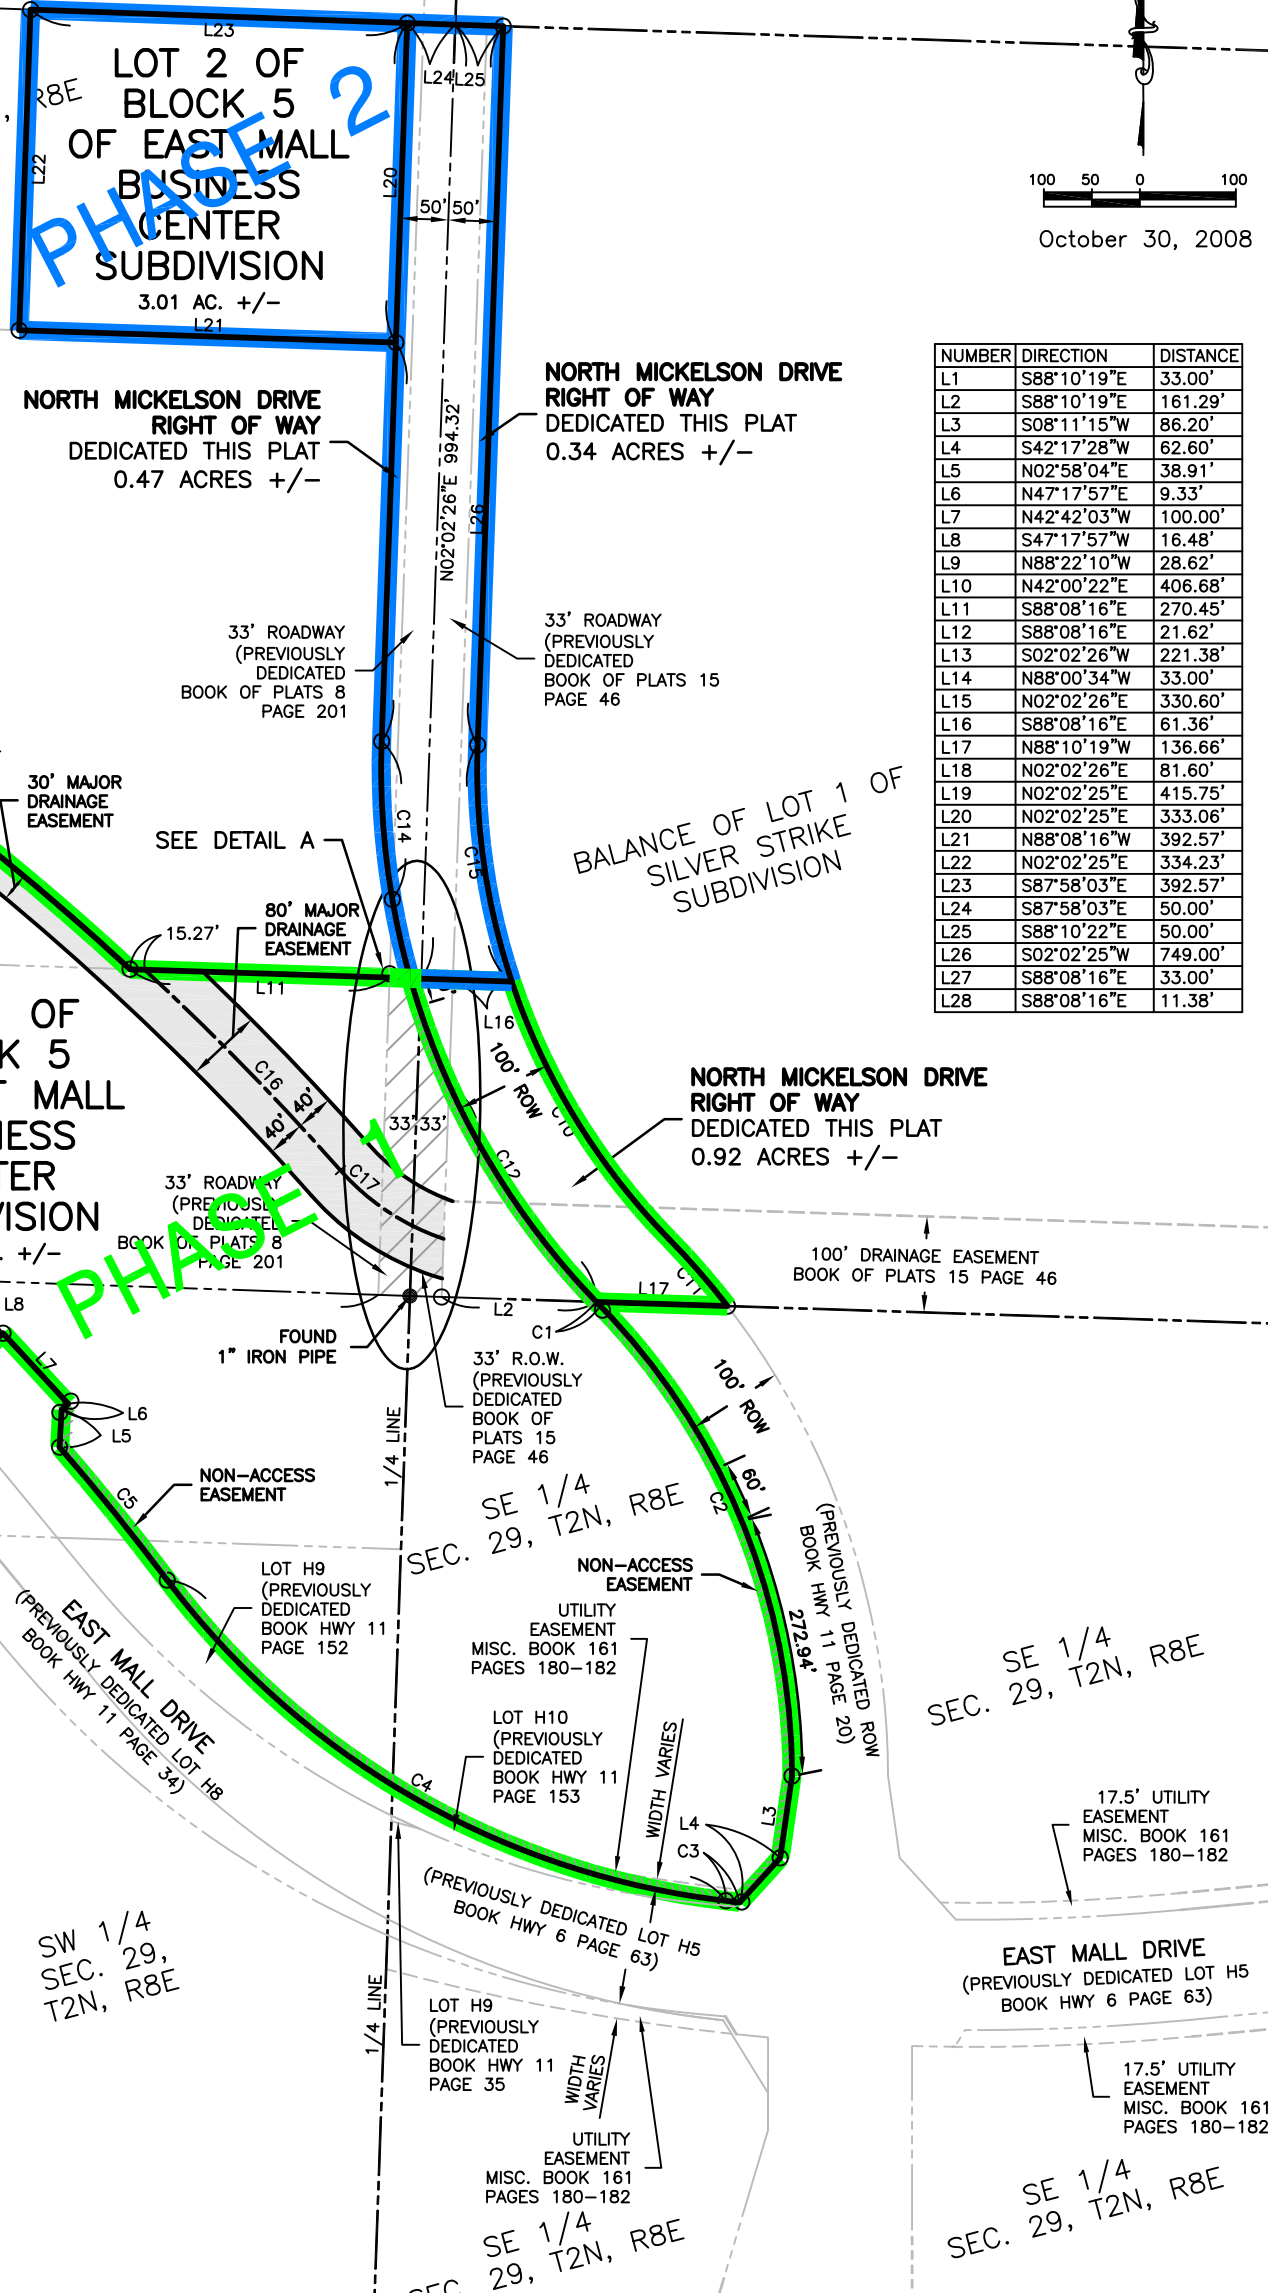 L23
L24
L25
LOT 2 OF
BLOCK 5
OF EAST MALL
BUSINESS
CENTER
SUBDIVISION
3.01 AC. +/-
PHASE 2
, R8E
L22
L20
L21
50'
50'
100 50 0 100
October 30, 2008
NUMBER DIRECTION DISTANCE
L1 S88°10'19"E 33.00'
L2 S88°10'19"E 161.29'
L3 S08°11'15"W 86.20'
L4 S42°17'28"W 62.60'
L5 N02°58'04"E 38.91'
L6 N47°17'57"E 9.33'
L7 N42°42'03"W 100.00'
L8 S47°17'57"W 16.48'
L9 N88°22'10"W 28.62'
L10 N42°00'22"E 406.68'
L11 S88°08'16"E 270.45'
L12 S88°08'16"E 21.62'
L13 S02°02'26"W 221.38'
L14 N88°00'34"W 33.00'
L15 N02°02'26"E 330.60'
L16 S88°08'16"E 61.36'
L17 N88°10'19"W 136.66'
L18 N02°02'26"E 81.60'
L19 N02°02'25"E 415.75'
L20 N02°02'25"E 333.06'
L21 N88°08'16"W 392.57
L22 N02°02'25"E 334.23'
L23 S87°58'03"E 392.57'
L24 S87°58'03"E 50.00'
L25 S88°10'22"E 50.00'
L26 S02°02'25"W 749.00'
L27 S88°08'16"E 33.00'
L28 S88°08'16"E 11.38'
NORTH MICKELSON DRIVE
RIGHT OF WAY
DEDICATED THIS PLAT
0.47 ACRES +/-
NORTH MICKELSON DRIVE
RIGHT OF WAY
DEDICATED THIS PLAT
0.34 ACRES +/-
N02°02'26"E 994.32'
L26
33' ROADWAY
(PREVIOUSLY
DEDICATED
BOOK OF PLATS 8
PAGE 201
33' ROADWAY
(PREVIOUSLY
DEDICATED
BOOK OF PLATS 15
PAGE 46
30' MAJOR
DRAINAGE
EASEMENT
SEE DETAIL A
C14
C15
BALANCE OF LOT 1 OF
SILVER STRIKE
SUBDIVISION
15.27'
80' MAJOR
DRAINAGE
EASEMENT
L11
L16
OF
K 5
T MALL
NESS
TER
VISION
. +/-
C16
40'
40'
C17
33'
33'
100' ROW
C10
C12
NORTH MICKELSON DRIVE
RIGHT OF WAY
DEDICATED THIS PLAT
0.92 ACRES +/-
33' ROADWAY
(PREVIOUSLY
DEDICATED
BOOK OF PLATS 8
PAGE 201
PHASE 1
100' DRAINAGE EASEMENT
BOOK OF PLATS 15 PAGE 46
L8
L2
L17
C11
C1
FOUND
1" IRON PIPE
33' R.O.W.
(PREVIOUSLY
DEDICATED
BOOK OF
PLATS 15
PAGE 46
L7
L6
L5
1/4 LINE
100' ROW
NON-ACCESS
EASEMENT
C5
SE 1/4
SEC. 29, T2N, R8E
60'
C2
(PREVIOUSLY DEDICATED ROW
BOOK HWY 11 PAGE 20)
NON-ACCESS
EASEMENT
272.94'
LOT H9
(PREVIOUSLY
DEDICATED
BOOK HWY 11
PAGE 152
UTILITY
EASEMENT
MISC. BOOK 161
PAGES 180-182
EAST MALL DRIVE
(PREVIOUSLY DEDICATED LOT H8
BOOK HWY 11 PAGE 34)
SE 1/4
SEC. 29, T2N, R8E
LOT H10
(PREVIOUSLY
DEDICATED
BOOK HWY 11
PAGE 153
WIDTH VARIES
C4
L4
C3
L3
17.5' UTILITY
EASEMENT
MISC. BOOK 161
PAGES 180-182
(PREVIOUSLY DEDICATED LOT H5
BOOK HWY 6 PAGE 63)
SW 1/4
SEC. 29,
T2N, R8E
EAST MALL DRIVE
(PREVIOUSLY DEDICATED LOT H5
BOOK HWY 6 PAGE 63)
1/4 LINE
LOT H9
(PREVIOUSLY
DEDICATED
BOOK HWY 11
PAGE 35
WIDTH
VARIES
17.5' UTILITY
EASEMENT
MISC. BOOK 161
PAGES 180-182
UTILITY
EASEMENT
MISC. BOOK 161
PAGES 180-182
SE 1/4
SEC. 29, T2N, R8E
SE 1/4
SEC. 29, T2N, R8E